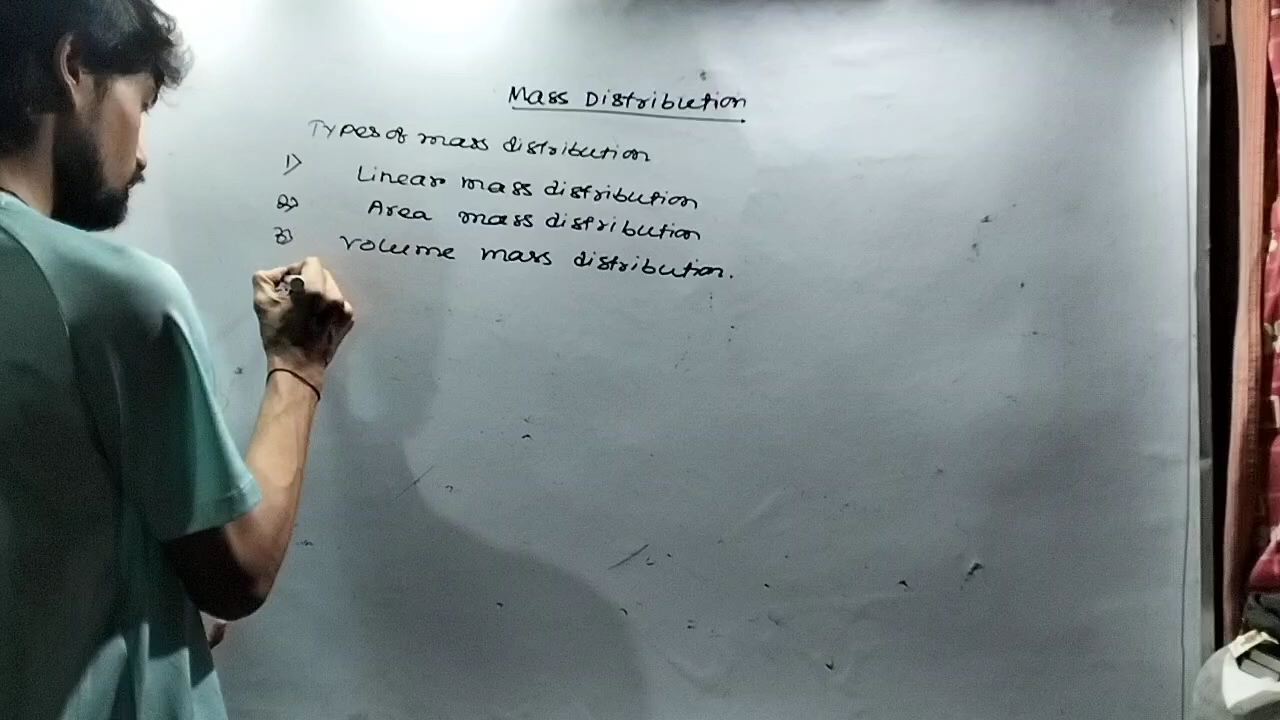 Mass Distribution
Types of mass distribution
1) Linear mass distribution
2) Area mass distribution
3) Volume mass distribution.